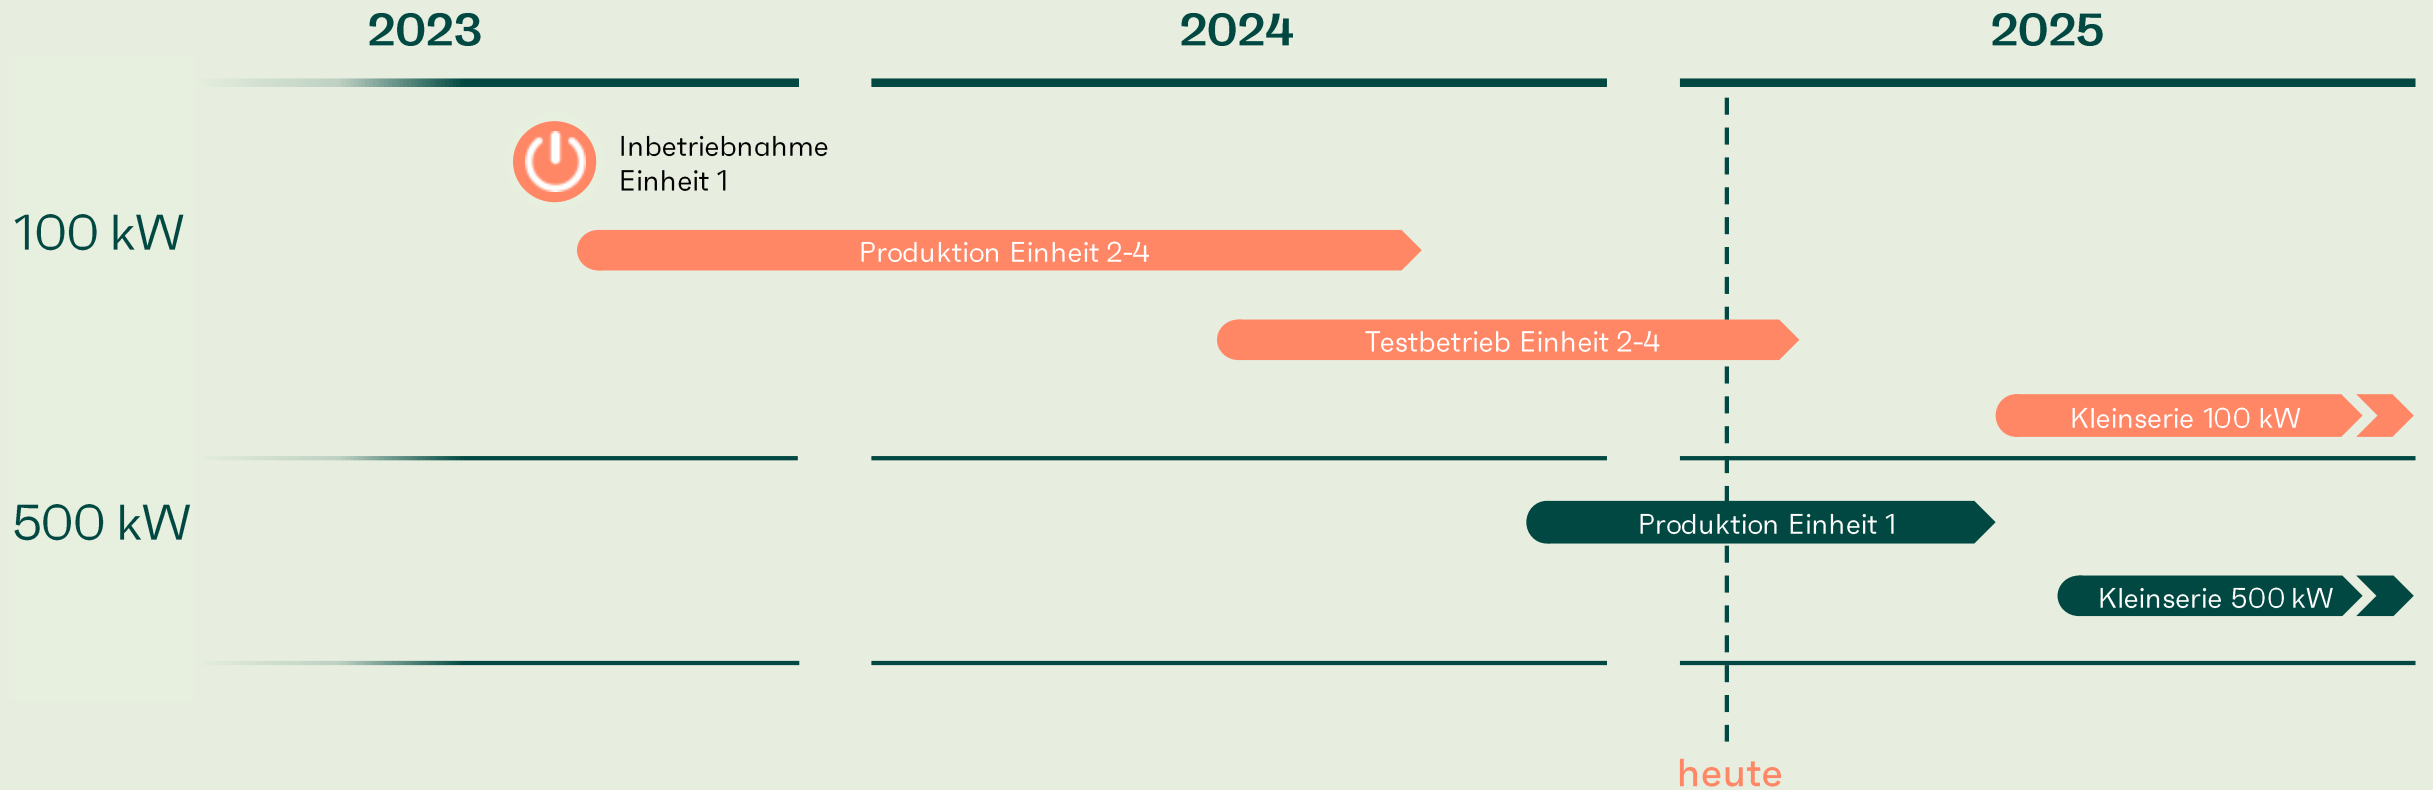 2023
2024
2025
Inbetriebnahme
Einheit 1
100 kW
Produktion Einheit 2-4
Testbetrieb Einheit 2-4
Kleinserie 100 kW
500 kW
Produktion Einheit 1
Kleinserie 500 kW
heute